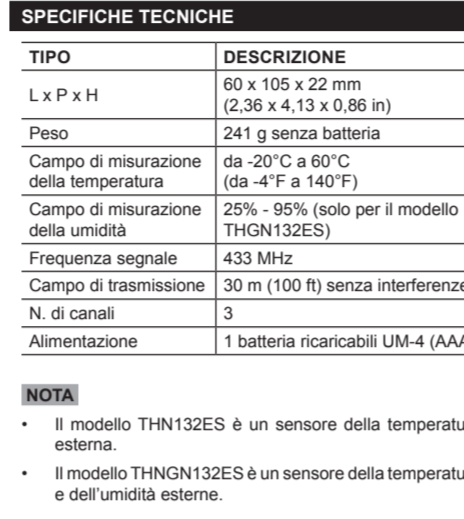 SPECIFICHE TECNICHE
TIPO DESCRIZIONE
L x P x H 60 x 105 x 22 mm
(2,36 x 4,13 x 0,86 in)
Peso 241 g senza batteria
Campo di misurazione della temperatura da -20°C a 60°C
(da -4°F a 140°F)
Campo di misurazione della umidità 25% - 95% (solo per il modello
THGN132ES)
Frequenza segnale 433 MHz
Campo di trasmissione 30 m (100 ft) senza interferenze
N. di canali 3
Alimentazione 1 batteria ricaricabili UM-4 (AAA
NOTA
• Il modello THN132ES è un sensore della temperatu
esterna.
• Il modello THNGN132ES è un sensore della temperatu
e dell'umidità esterne.